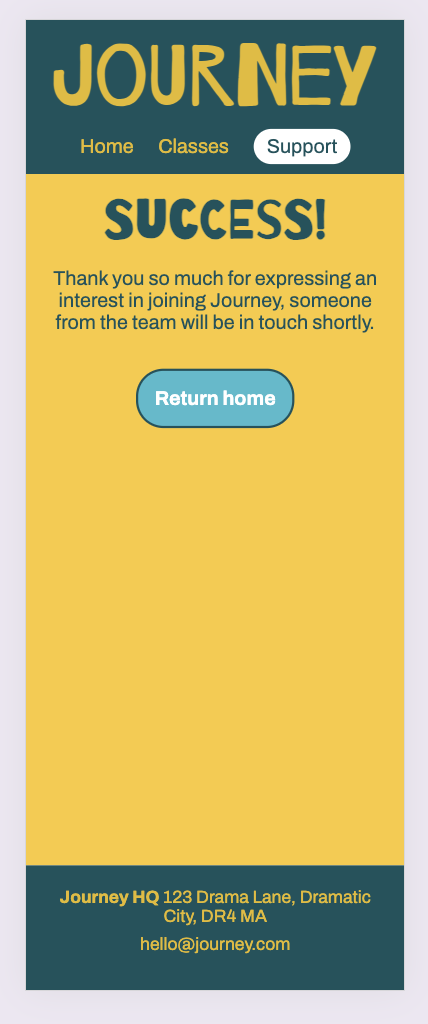 JOURNEY
Home Classes Support
SUCCESS!
Thank you so much for expressing an
interest in joining Journey, someone
from the team will be in touch shortly.
Return home
Journey HQ 123 Drama Lane, Dramatic
City, DR4 MA
hello@journey.com